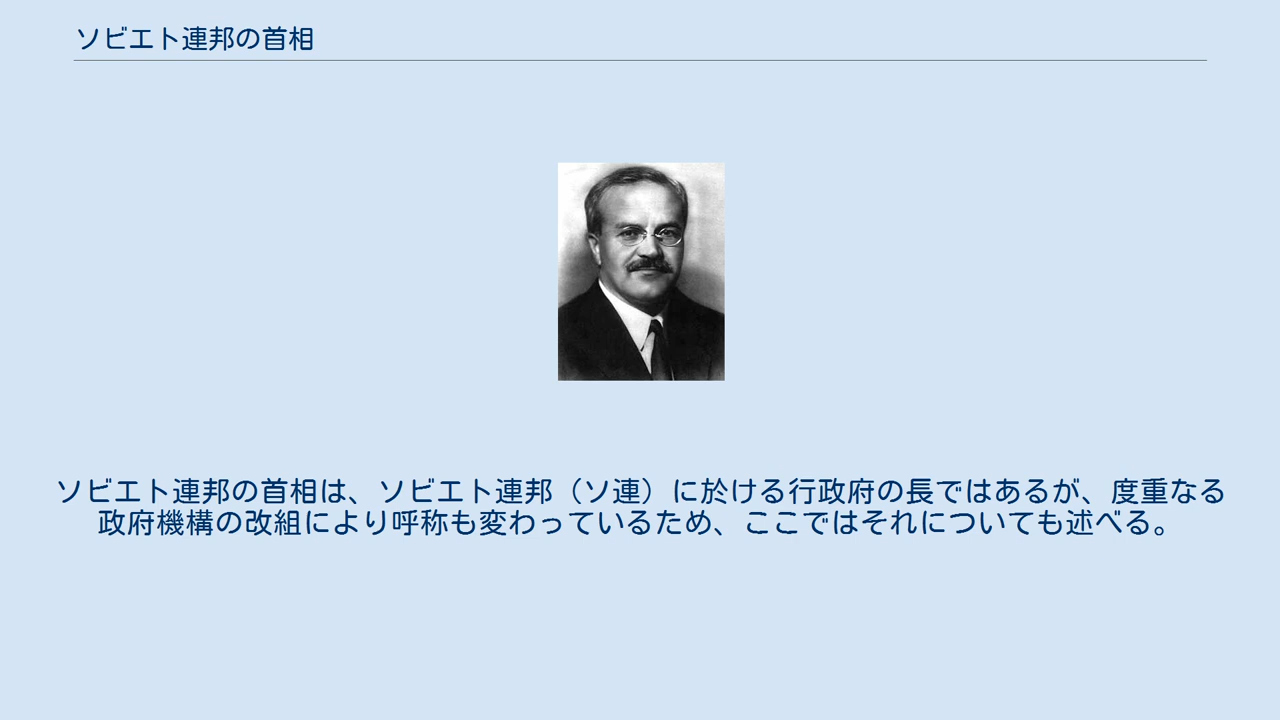 ソビエト連邦の首相
ソビエト連邦の首相は、ソビエト連邦（ソ連）に於ける行政府の長ではあるが、度重なる
政府機構の改組により呼称も変わっているため、ここではそれについても述べる。